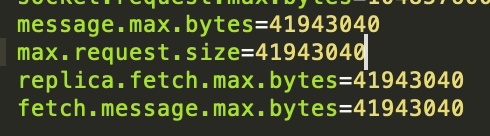 message.max.bytes=41943040
max.request.size=41943040
replica.fetch.max.bytes=41943040
fetch.message.max.bytes=41943040